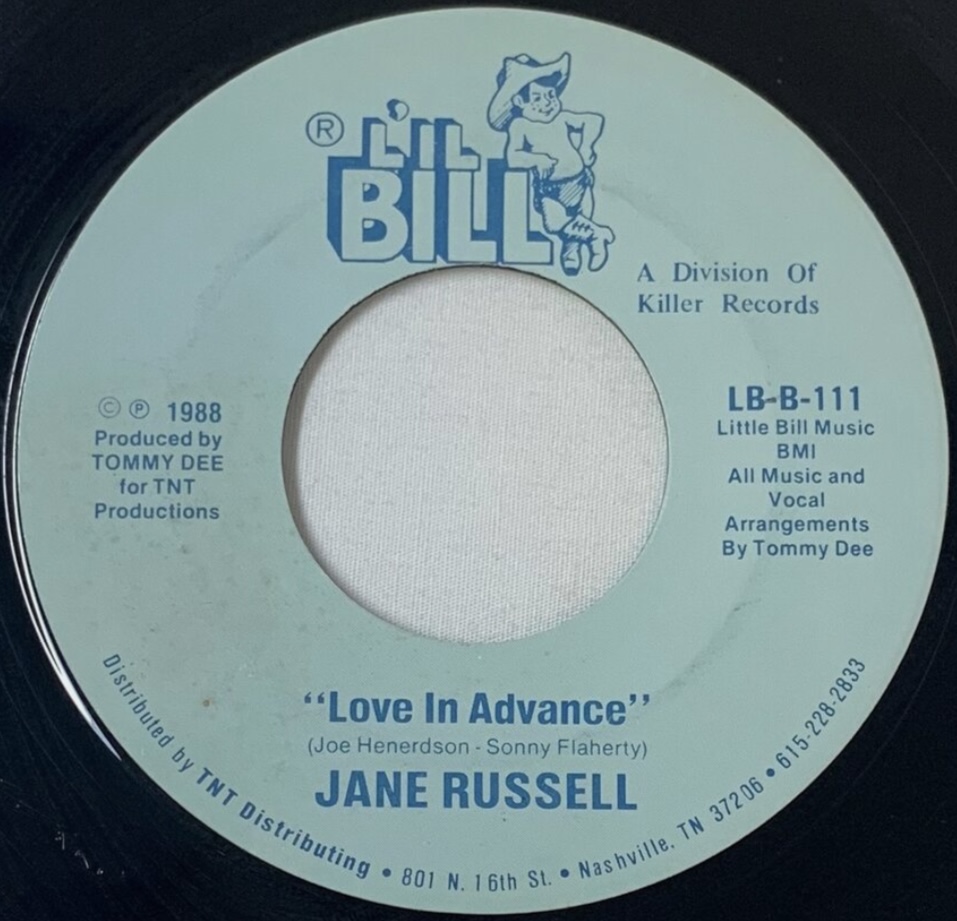 ® L'IL
BILL
A Division Of
Killer Records
© ℗ 1988
Produced by
TOMMY DEE
for TNT
Productions
LB-B-111
Little Bill Music
BMI
All Music and
Vocal
Arrangements
By Tommy Dee
“Love In Advance”
(Joe Henerdson - Sonny Flaherty)
JANE RUSSELL
Distributed by TNT Distributing • 801 N. 16th St. • Nashville, TN 37206 • 615-228-2833